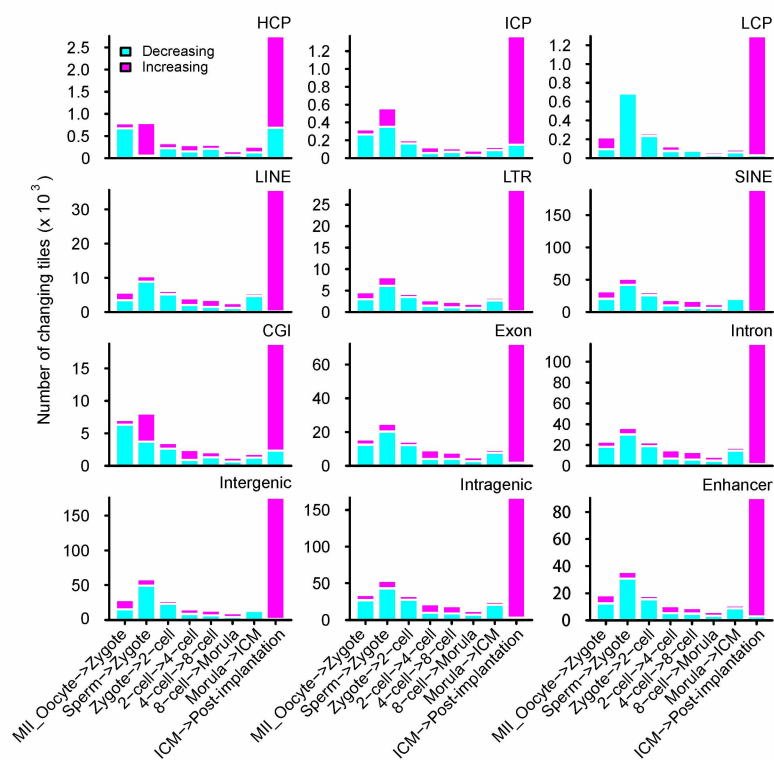 HCP
ICP
LCP
Decreasing
Increasing
2.5
2.0
1.5
1.0
0.5
0
1.2
1
0.8
0.6
0.4
0.2
0
1.2
1
0.8
0.6
0.4
0.2
0
LINE
LTR
SINE
30
20
10
0
25
20
15
10
5
0
150
100
50
0
Number of changing tiles (x 10³)
CGI
Exon
Intron
15
10
5
0
60
40
20
0
100
80
60
40
20
0
Intergenic
Intragenic
Enhancer
150
100
50
0
150
100
50
0
80
60
40
20
0
MII_Oocyte->Zygote
Sperm->Zygote
Zygote->2-cell
2-cell->4-cell
4-cell->8-cell
8-cell->Morula
Morula->ICM
ICM->Post-implantation
MII_Oocyte->Zygote
Sperm->Zygote
Zygote->2-cell
2-cell->4-cell
4-cell->8-cell
8-cell->Morula
Morula->ICM
ICM->Post-implantation
MII_Oocyte->Zygote
Sperm->Zygote
Zygote->2-cell
2-cell->4-cell
4-cell->8-cell
8-cell->Morula
Morula->ICM
ICM->Post-implantation